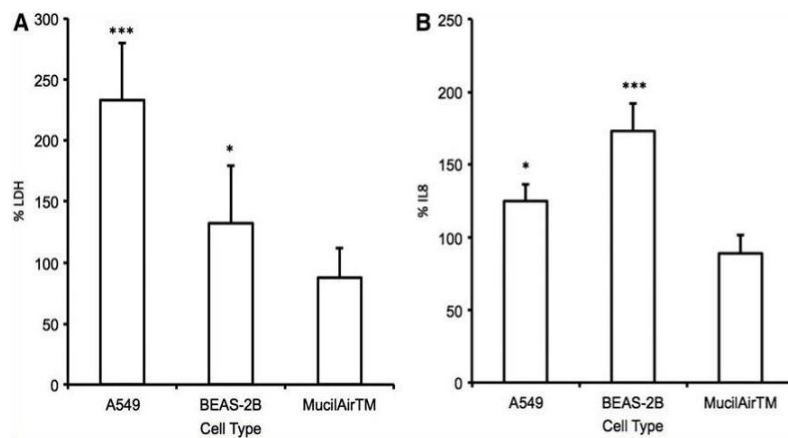 A
300
250
200
150
100
50
0
% LDH
***
*
A549
BEAS-2B
MucilAirTM
Cell Type
B
250
200
150
100
50
0
% IL8
*
***
A549
BEAS-2B
MucilAirTM
Cell Type